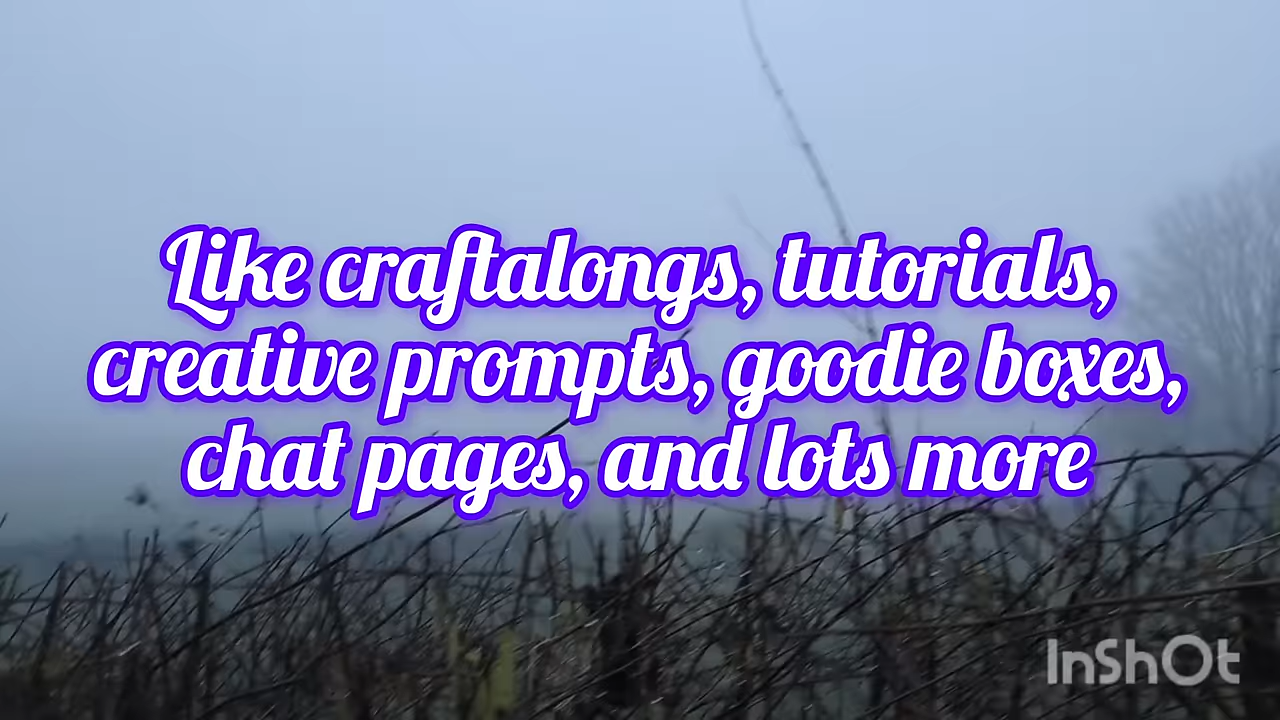 Like craftalongs, tutorials,
creative prompts, goodie boxes,
chat pages, and lots more
InShOt